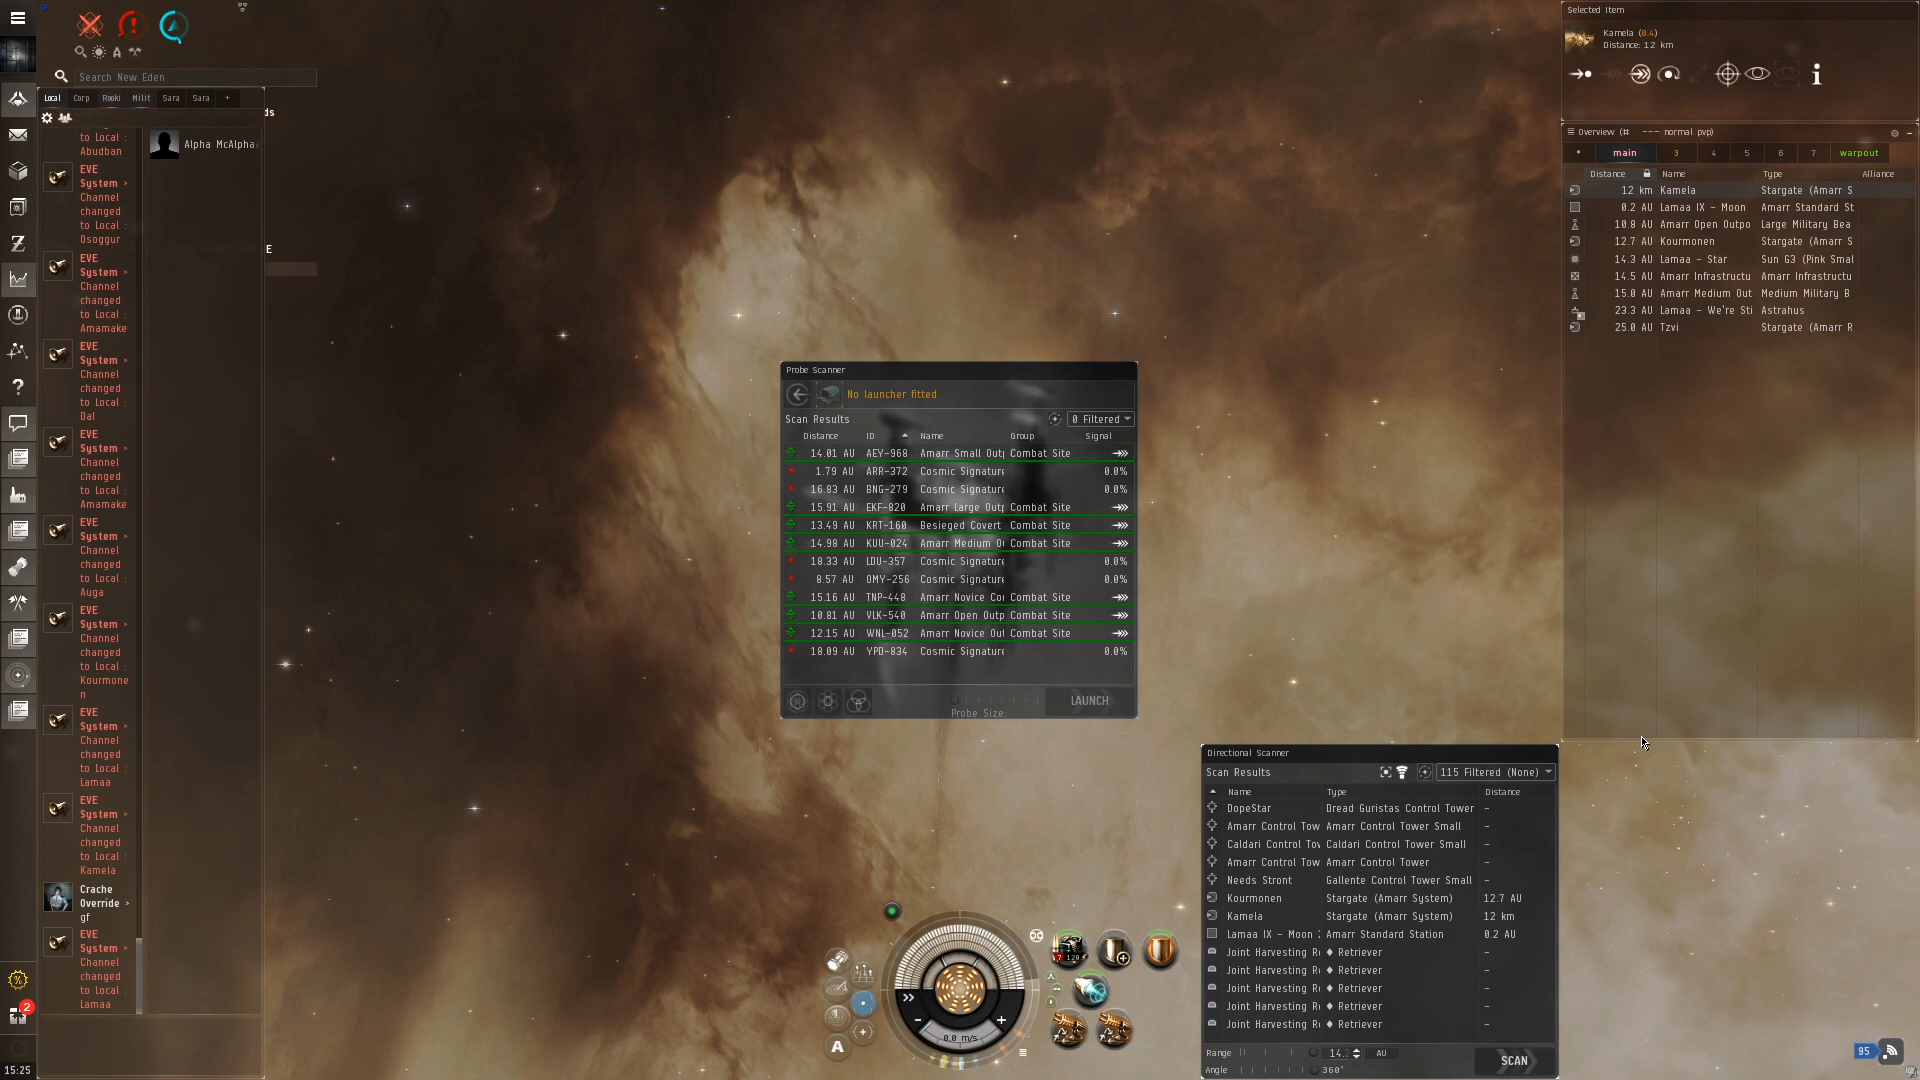 Search New Eden
Local Corp Rooki Milit Sara Sara +
ds
to Local :
Abudban
EVE
System >
Channel
changed
to Local :
Osoggur
EVE
System >
Channel
changed
to Local :
Amamake
EVE
System >
Channel
changed
to Local :
Dal
EVE
System >
Channel
changed
to Local :
Amamake
EVE
System >
Channel
changed
to Local :
Auga
EVE
System >
Channel
changed
to Local :
Kourmone
n
EVE
System >
Channel
changed
to Local :
Lamaa
EVE
System >
Channel
changed
to Local :
Kamela
Crache
Override >
gf
EVE
System >
Channel
changed
to Local :
Lamaa
Alpha McAlpha
E
2
15:25
Probe Scanner
No launcher fitted
Scan Results 0 Filtered
Distance ID Name Group Signal
14.01 AU AEY-968 Amarr Small Outp Combat Site
1.79 AU ARR-372 Cosmic Signature 0.0%
16.83 AU BNG-279 Cosmic Signature 0.0%
15.91 AU EKF-820 Amarr Large Outp Combat Site
13.49 AU KRT-160 Besieged Covert Combat Site
14.98 AU KUU-024 Amarr Medium Ou Combat Site
18.33 AU LDU-357 Cosmic Signature 0.0%
8.57 AU OMY-256 Cosmic Signature 0.0%
15.16 AU TNP-448 Amarr Novice Co Combat Site
10.81 AU VLK-540 Amarr Open Outp Combat Site
12.15 AU WNL-052 Amarr Novice Out Combat Site
18.09 AU YPD-834 Cosmic Signature 0.0%
Probe Size:
LAUNCH
7 120
0.0 m/s
A
Selected Item
Kamela (0.4)
Distance: 12 km
Overview (# --- normal pvp)
* main 3 4 5 6 7 warpout
Distance Name Type Alliance
12 km Kamela Stargate (Amarr S
0.2 AU Lamaa IX - Moon Amarr Standard St
10.8 AU Amarr Open Outpo Large Military Bea
12.7 AU Kourmonen Stargate (Amarr S
14.3 AU Lamaa - Star Sun G3 (Pink Smal
14.5 AU Amarr Infrastructu Amarr Infrastructu
15.0 AU Amarr Medium Out Medium Military B
23.3 AU Lamaa - We're Sti Astrahus
25.0 AU Tzvi Stargate (Amarr R
Directional Scanner
Scan Results 115 Filtered (None)
Name Type Distance
DopeStar Dread Guristas Control Tower -
Amarr Control Tow Amarr Control Tower Small -
Caldari Control To Caldari Control Tower Small -
Amarr Control Tow Amarr Control Tower -
Needs Stront Gallente Control Tower Small -
Kourmonen Stargate (Amarr System) 12.7 AU
Kamela Stargate (Amarr System) 12 km
Lamaa IX - Moon Amarr Standard Station 0.2 AU
Joint Harvesting R ♦ Retriever -
Joint Harvesting R ♦ Retriever -
Joint Harvesting R ♦ Retriever -
Joint Harvesting R ♦ Retriever -
Joint Harvesting R ♦ Retriever -
Range 14. AU
Angle 360°
SCAN
95